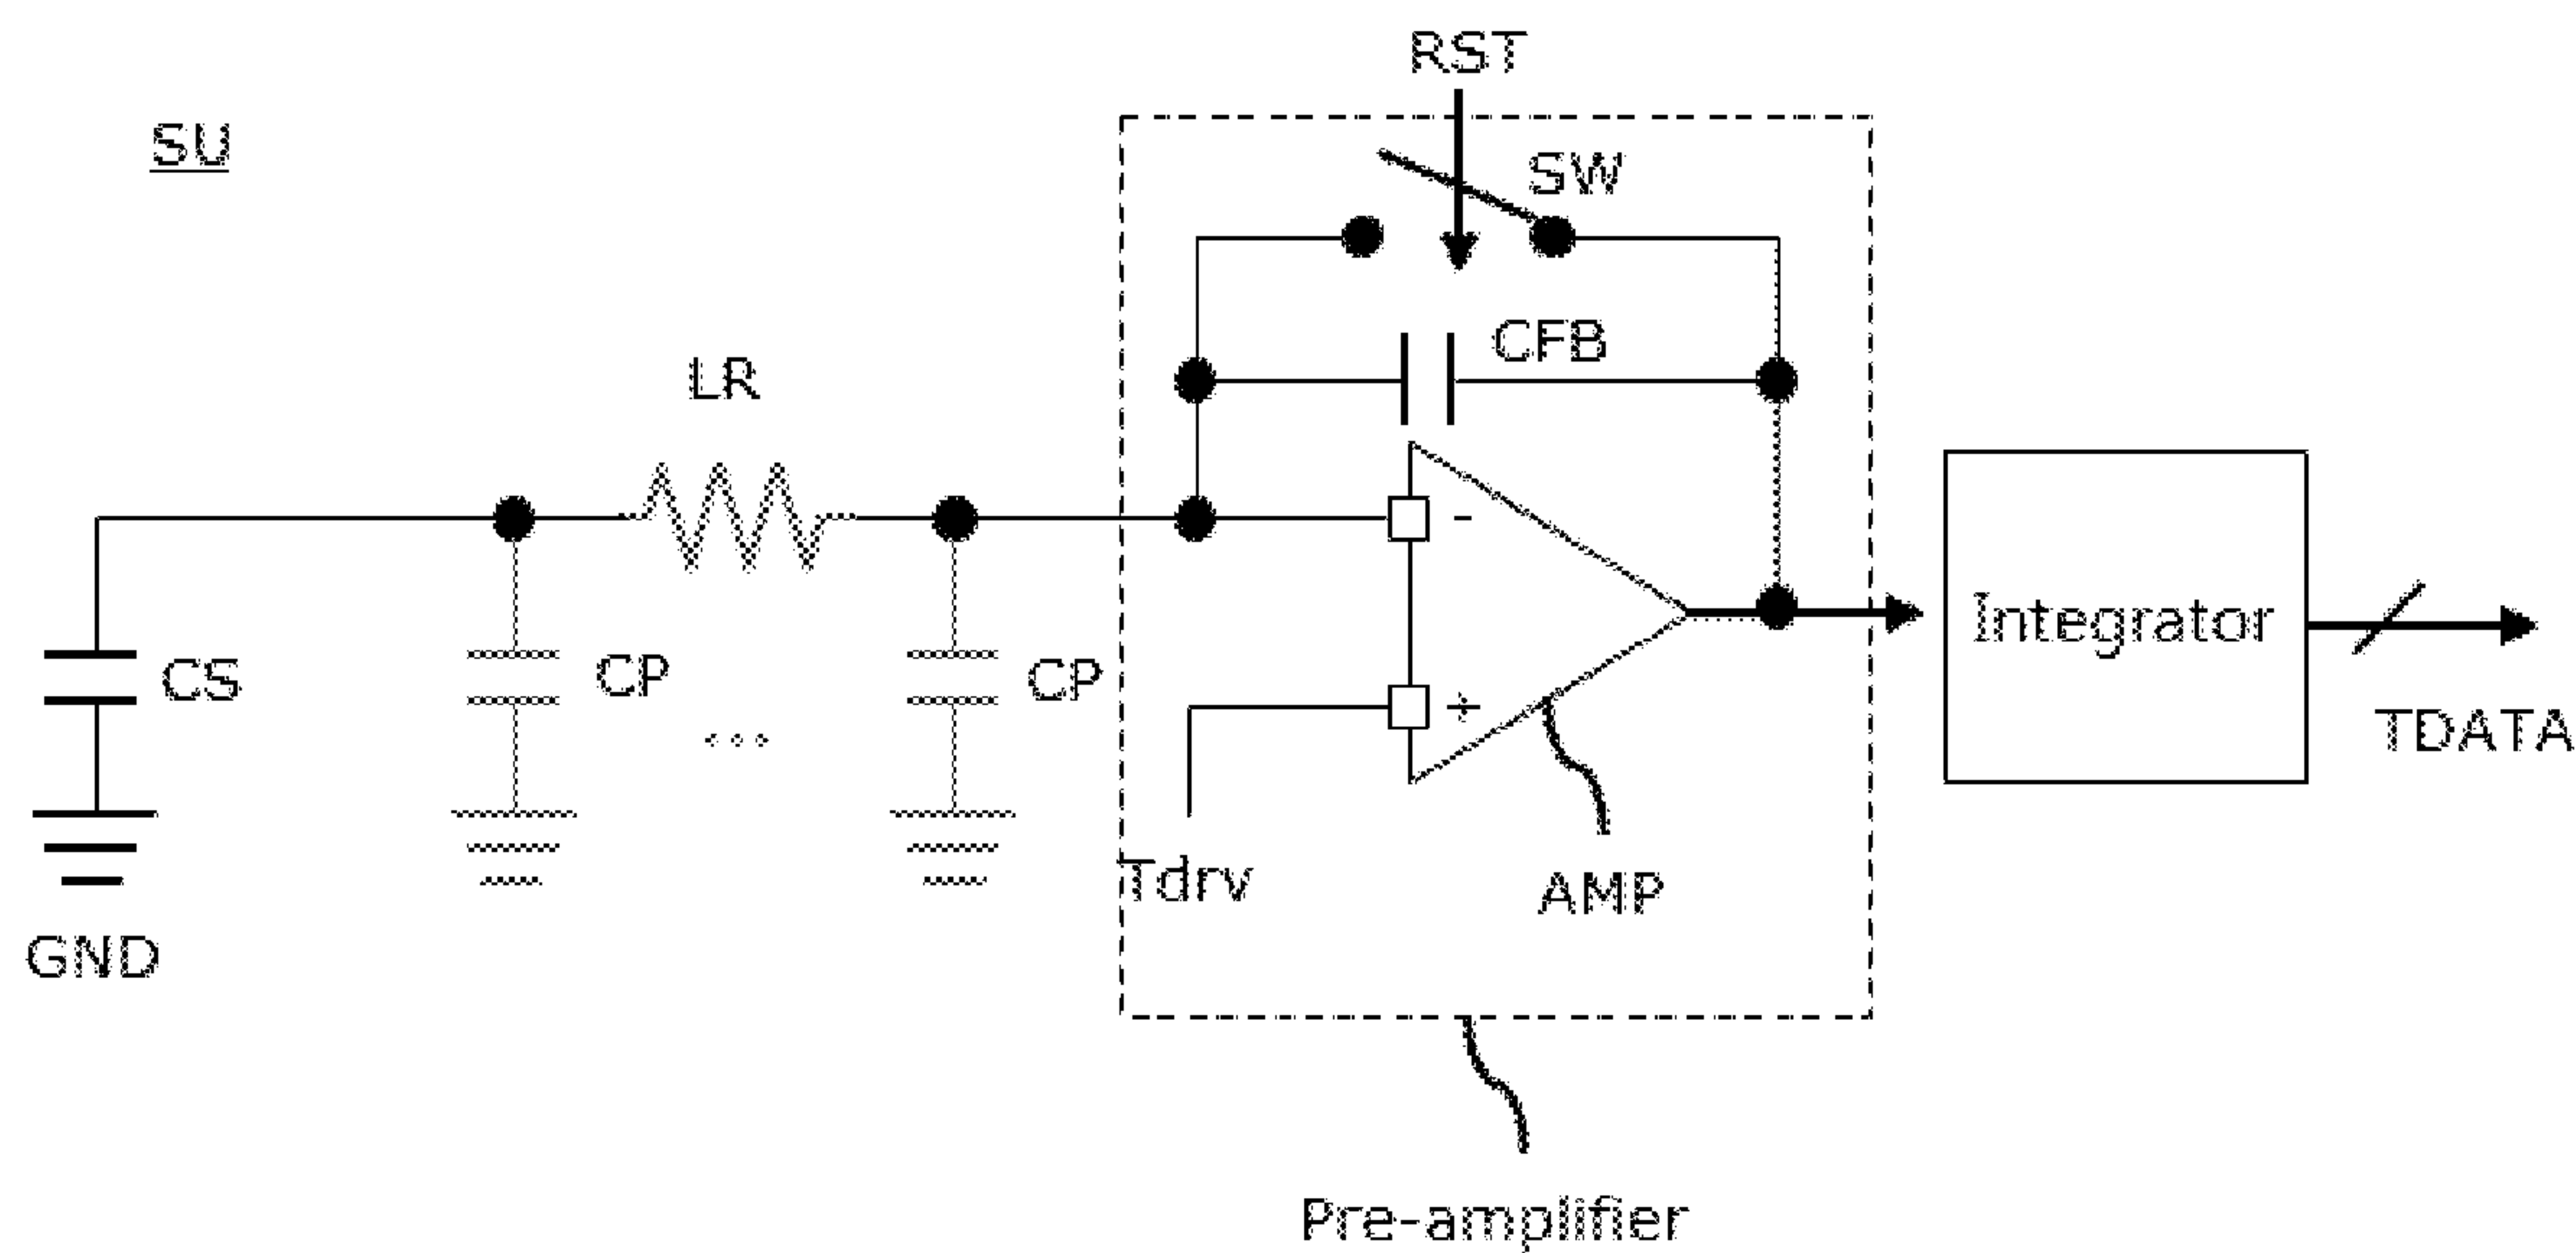 RST
SU
SW
CFB
LR
-
Integrator
CS
CP
CP
+
...
TDATA
Tdrv
AMP
GND
Pre-amplifier